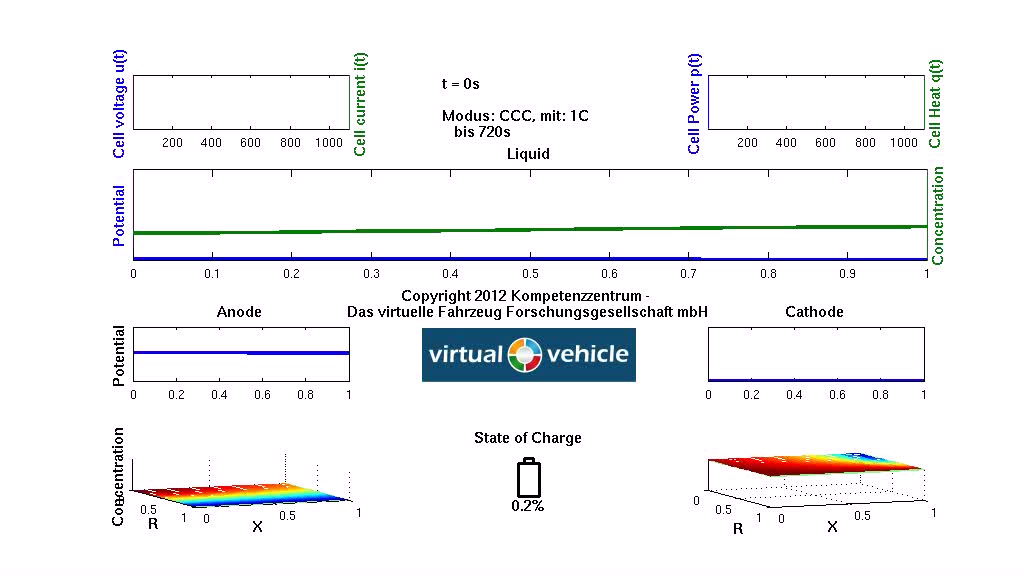 Cell voltage u(t)
Cell current i(t)
200 400 600 800 1000
t = 0s
Modus: CCC, mit: 1C
bis 720s
Cell Power p(t)
Cell Heat q(t)
200 400 600 800 1000
Liquid
Potential
Concentration
0 0.1 0.2 0.3 0.4 0.5 0.6 0.7 0.8 0.9 1
Copyright 2012 Kompetenzzentrum -
Das virtuelle Fahrzeug Forschungsgesellschaft mbH
Anode
Potential
0 0.2 0.4 0.6 0.8 1
virtual vehicle
Cathode
0 0.2 0.4 0.6 0.8 1
Concentration
0.5 1
R
0 0.5 1
X
State of Charge
0.2%
0 0.5 1
R
0 0.5 1
X